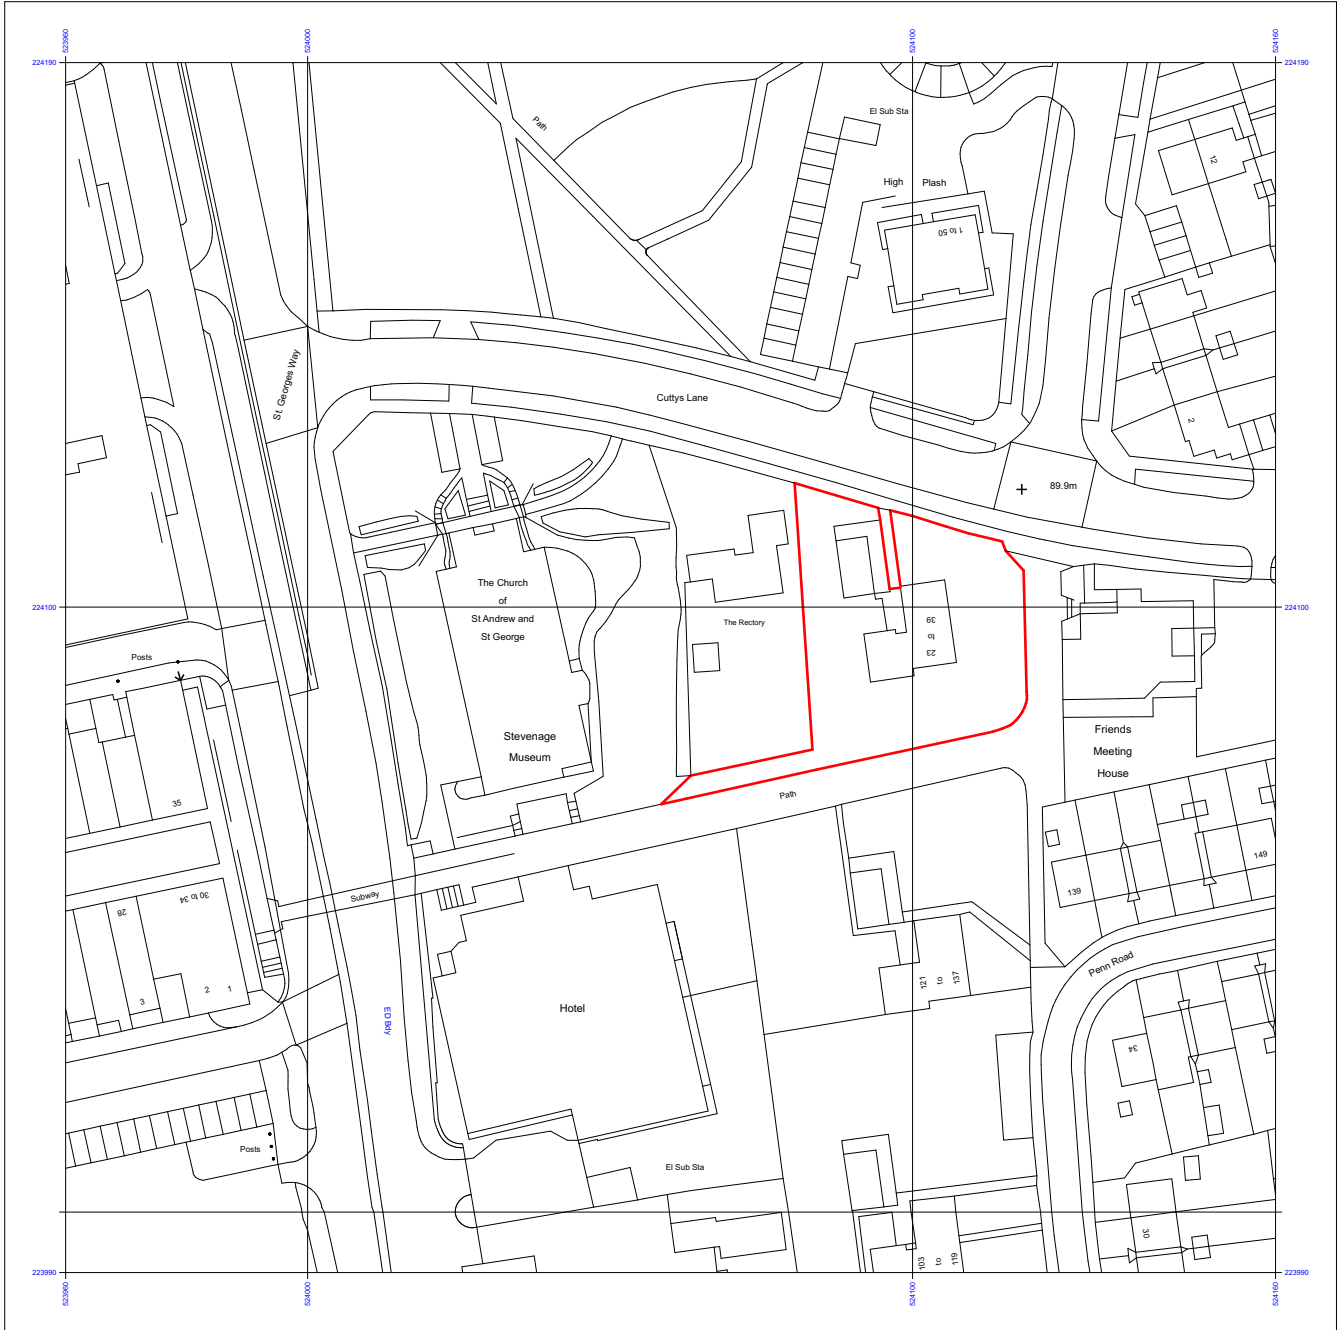 523960
524000
524100
524160
224190
224190
Path
El Sub Sta
High Plash
1 to 50
12
St. Georges Way
Cuttys Lane
2
89.9m
The Church
of
St Andrew and
St George
The Rectory
39
to
23
224100
224100
Posts
Stevenage
Museum
Friends
Meeting
House
35
Path
149
139
30 to 34
28
Subway
3
2
1
ED Bdy
Hotel
121
to
137
Penn Road
34
Posts
El Sub Sta
30
103
to
119
223990
223990
523960
524000
524100
524160